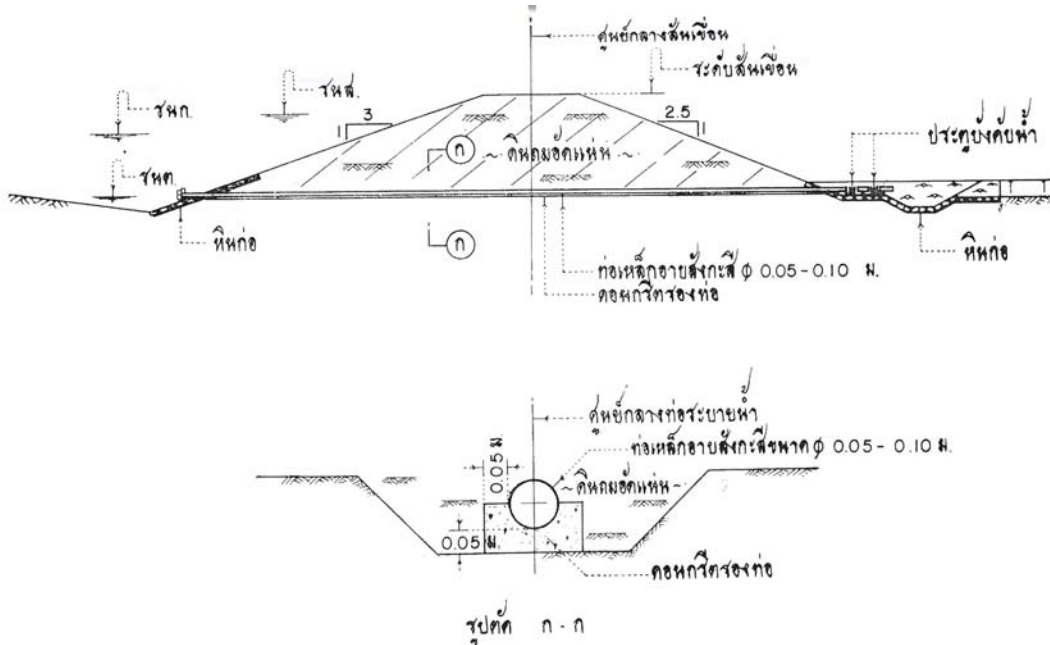 ศูนย์กลางสันเขื่อน
ระดับสันเขื่อน
รนส.
รนก.
3
1
2.5
1
ประตูบังคับน้ำ
ก
~ ดินถมอัดแน่น ~
รนต.
หินก่อ
ก
หินก่อ
ท่อเหล็กอาบสังกะสี φ 0.05-0.10 ม.
คอนกรีตรองท่อ
ศูนย์กลางท่อระบายน้ำ
ท่อเหล็กอาบสังกะสีขนาด φ 0.05-0.10 ม.
0.05 ม.
~ดินถมอัดแน่น~
0.05 ม.
คอนกรีตรองท่อ
รูปตัด ก-ก